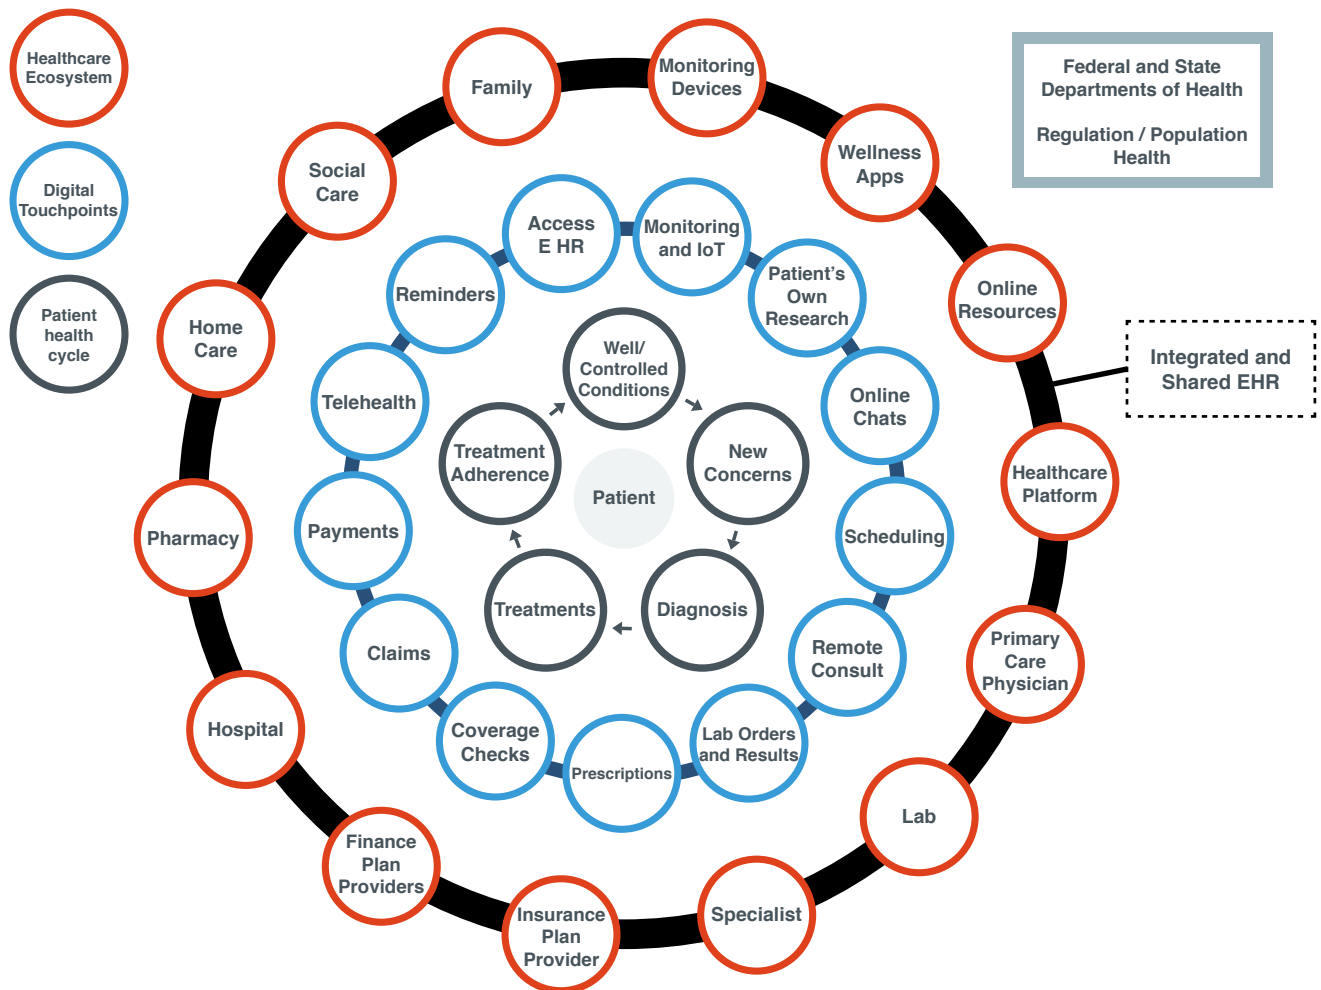 Healthcare
Ecosystem
Digital
Touchpoints
Patient
health
cycle
Federal and State
Departments of Health
Regulation / Population
Health
Integrated and
Shared EHR
Family
Monitoring
Devices
Wellness
Apps
Online
Resources
Healthcare
Platform
Primary
Care
Physician
Lab
Specialist
Insurance
Plan
Provider
Finance
Plan
Providers
Hospital
Pharmacy
Home
Care
Social
Care
Access
E HR
Monitoring
and IoT
Patient’s
Own
Research
Online
Chats
Scheduling
Remote
Consult
Lab Orders
and Results
Prescriptions
Coverage
Checks
Claims
Payments
Telehealth
Reminders
Well/
Controlled
Conditions
New
Concerns
Diagnosis
Treatments
Treatment
Adherence
Patient